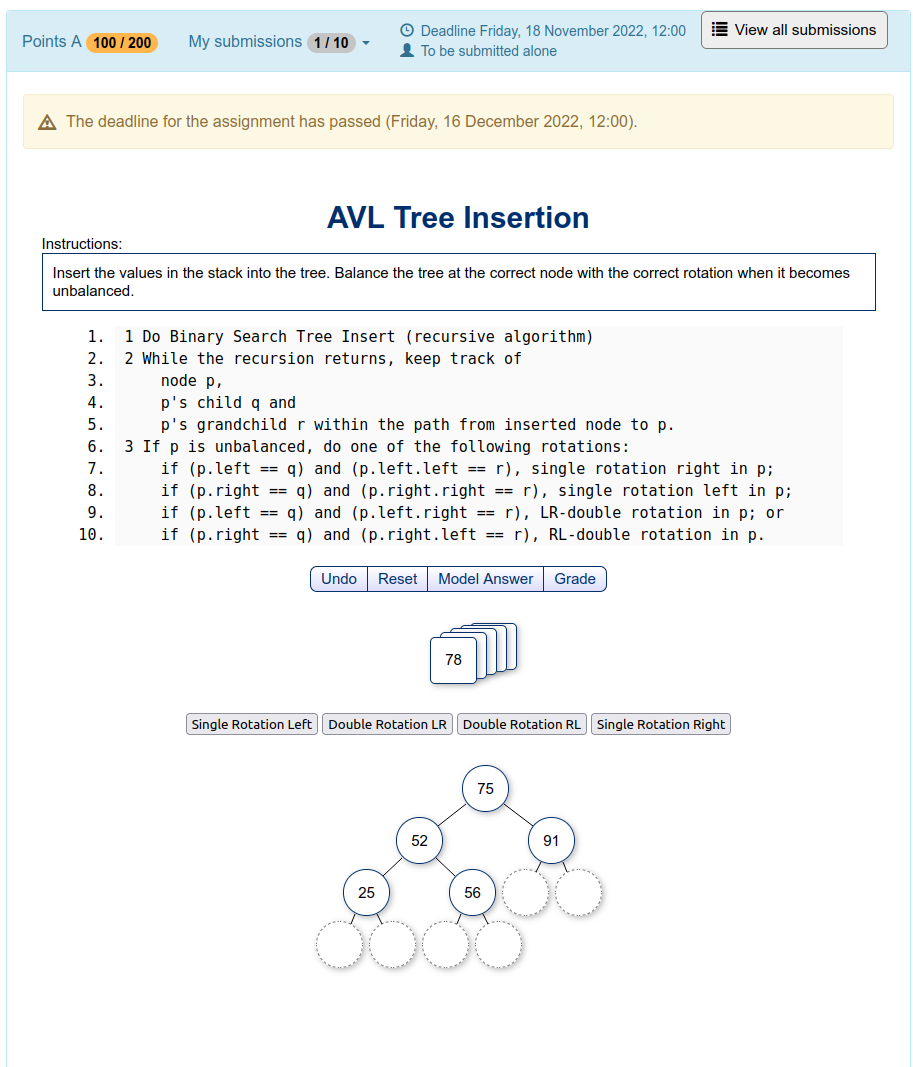 Points A 100 / 200 My submissions 1 / 10 Deadline Friday, 18 November 2022, 12:00 View all submissions
To be submitted alone
The deadline for the assignment has passed (Friday, 16 December 2022, 12:00).
AVL Tree Insertion
Instructions:
Insert the values in the stack into the tree. Balance the tree at the correct node with the correct rotation when it becomes
unbalanced.
1. 1 Do Binary Search Tree Insert (recursive algorithm)
2. 2 While the recursion returns, keep track of
3. node p,
4. p's child q and
5. p's grandchild r within the path from inserted node to p.
6. 3 If p is unbalanced, do one of the following rotations:
7. if (p.left == q) and (p.left.left == r), single rotation right in p;
8. if (p.right == q) and (p.right.right == r), single rotation left in p;
9. if (p.left == q) and (p.left.right == r), LR-double rotation in p; or
10. if (p.right == q) and (p.right.left == r), RL-double rotation in p.
Undo Reset Model Answer Grade
78
Single Rotation Left Double Rotation LR Double Rotation RL Single Rotation Right
75
52 91
25 56